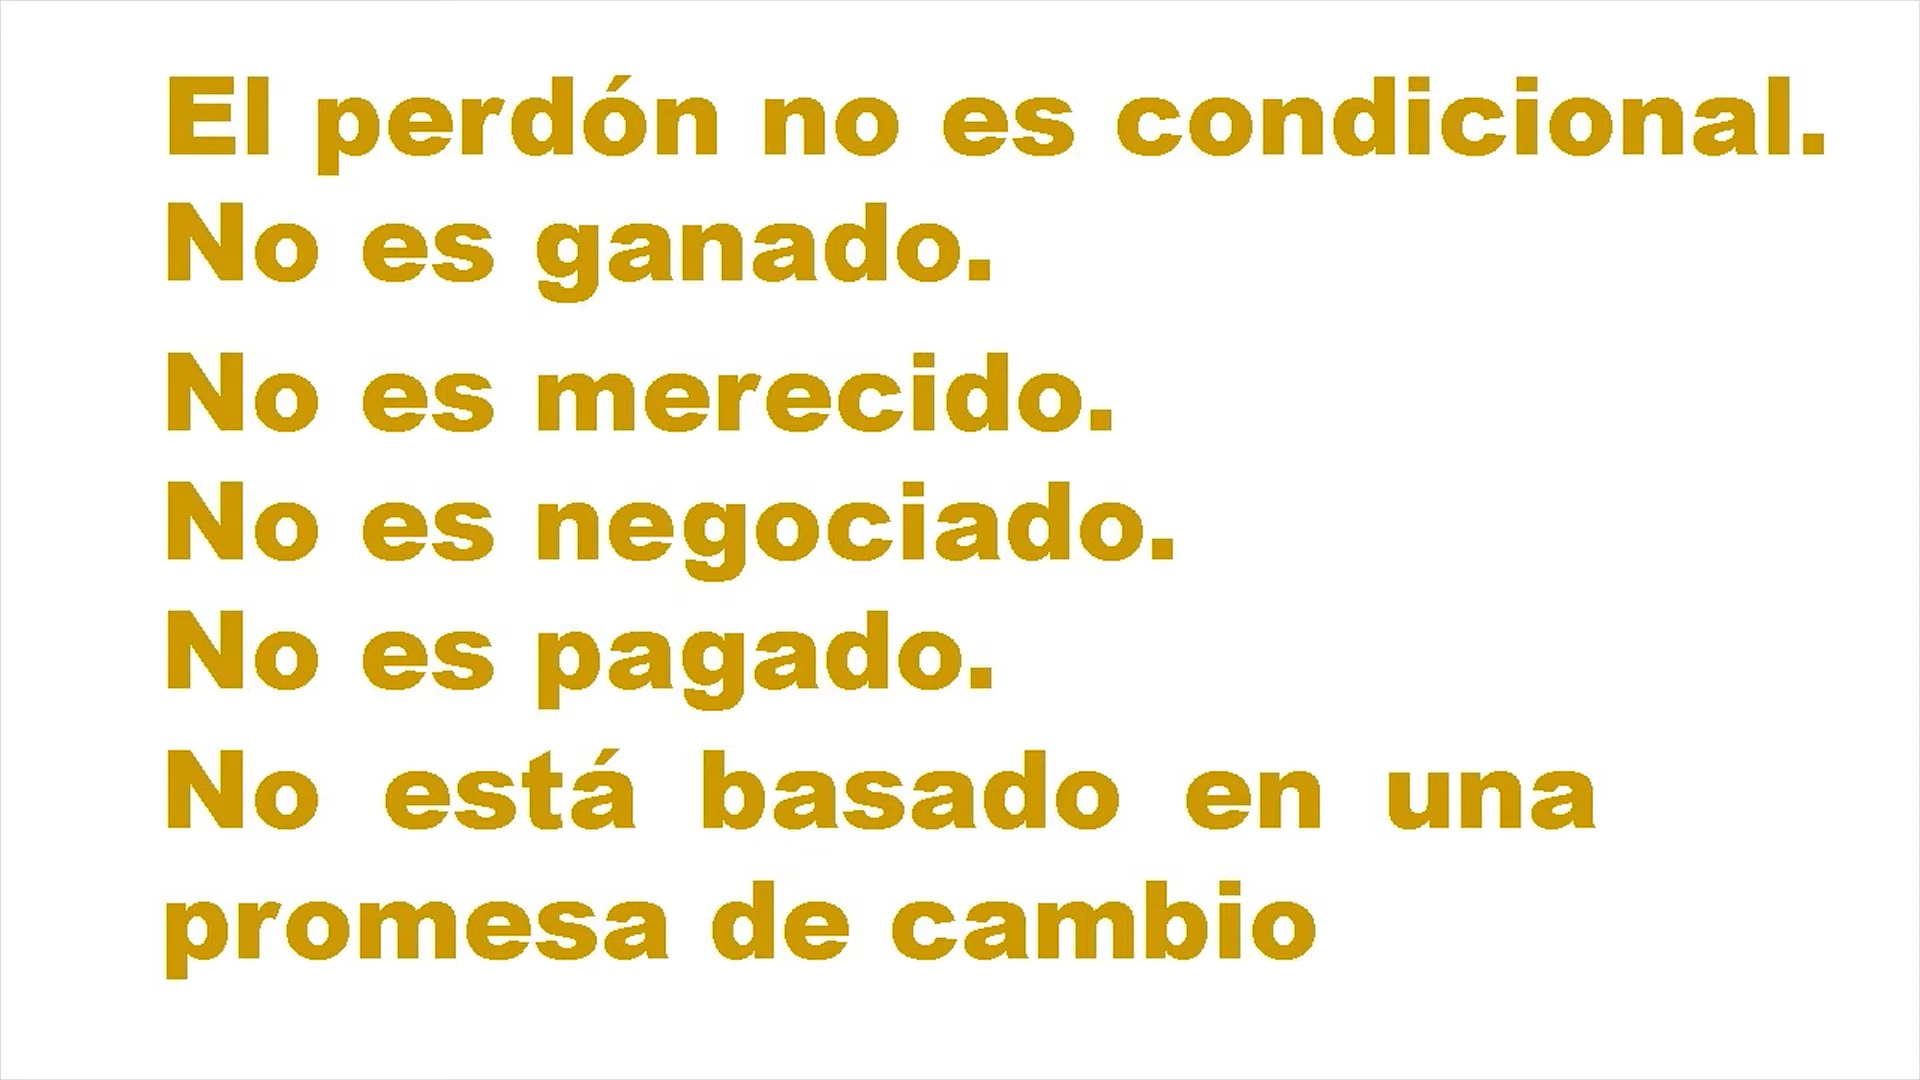 El perdón no es condicional.
No es ganado.
No es merecido.
No es negociado.
No es pagado.
No está basado en una
promesa de cambio